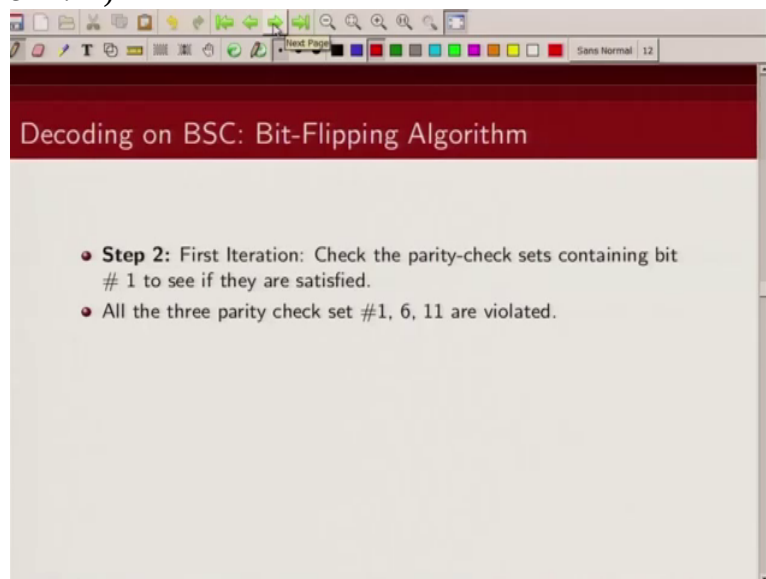 T
Next Page
Sans Normal 12
Decoding on BSC: Bit-Flipping Algorithm
Step 2: First Iteration: Check the parity-check sets containing bit
# 1 to see if they are satisfied.
All the three parity check set #1, 6, 11 are violated.